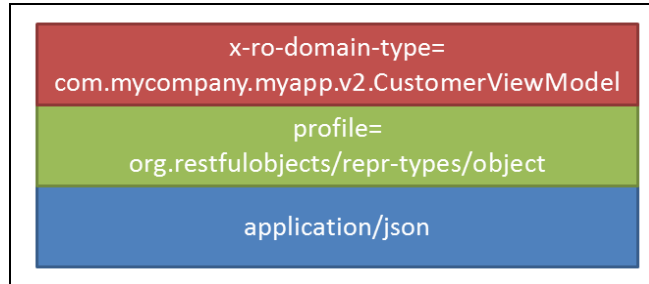 x-ro-domain-type=
com.mycompany.myapp.v2.CustomerViewModel
profile=
org.restfulobjects/repr-types/object
application/json